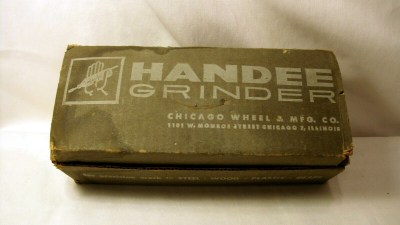 HANDEE
GRINDER
CHICAGO WHEEL & MFG. CO.
1101 W. MONROE STREET CHICAGO 7, ILLINOIS